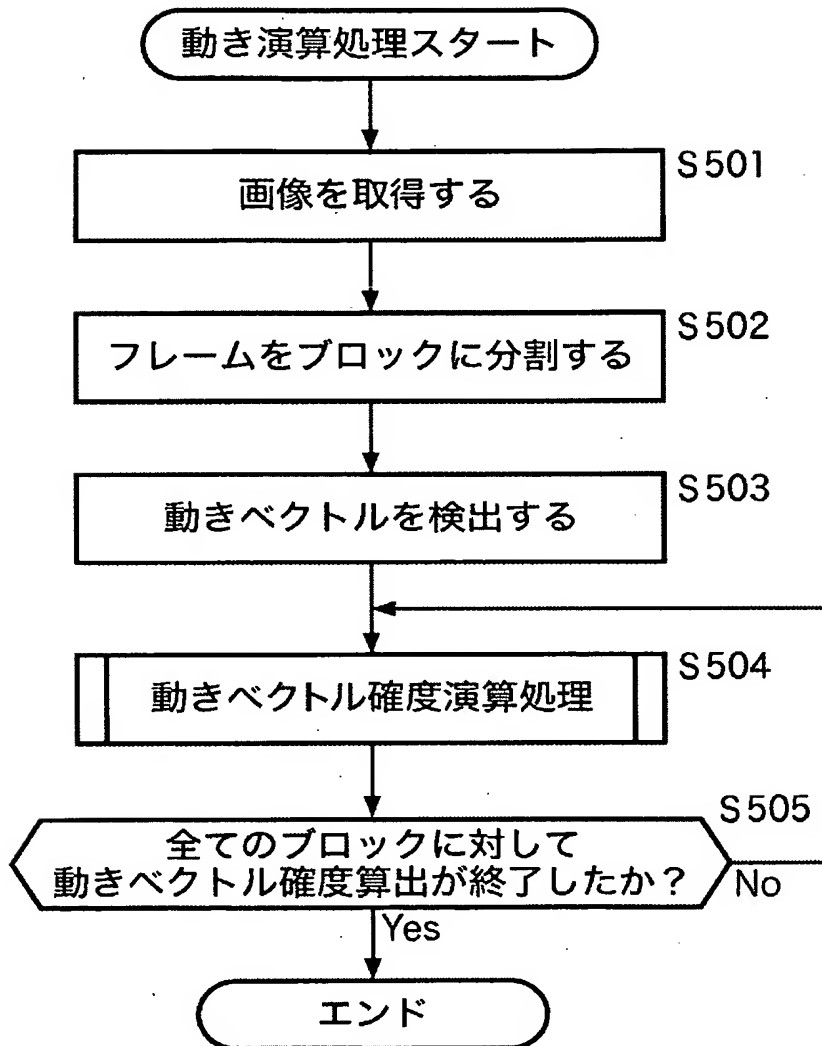 動き演算処理スタート
S501
画像を取得する
S502
フレームをブロックに分割する
S503
動きベクトルを検出する
S504
動きベクトル確度演算処理
S505
全てのブロックに対して
動きベクトル確度算出が終了したか？
No
Yes
エンド